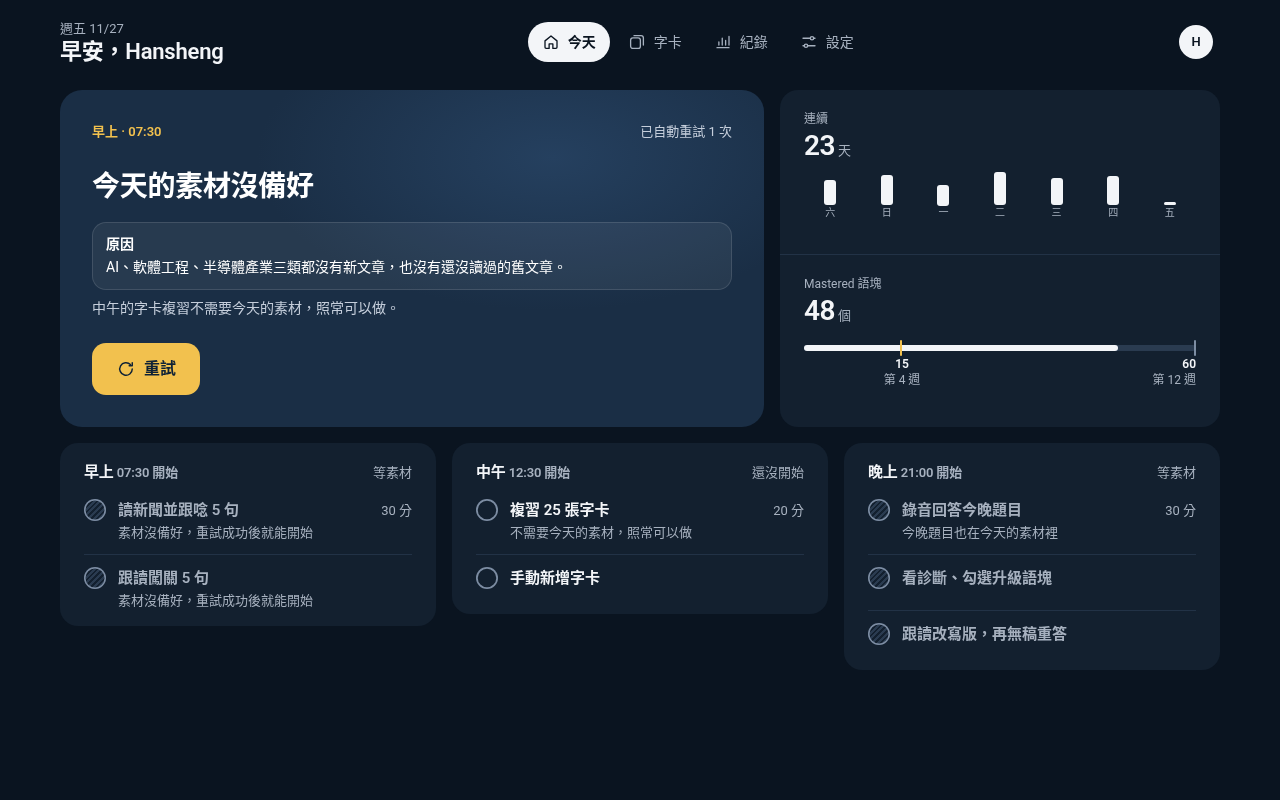 週五 11/27
早安，Hansheng
今天
字卡
紀錄
設定
H
早上 · 07:30
已自動重試 1 次
今天的素材沒備好
原因
AI、軟體工程、半導體產業三類都沒有新文章，也沒有還沒讀過的舊文章。
中午的字卡複習不需要今天的素材，照常可以做。
重試
連續
23 天
六 日 一 二 三 四 五
Mastered 語塊
48 個
15
第 4 週
60
第 12 週
早上 07:30 開始
等素材
請新聞並跟唸 5 句
30 分
素材沒備好，重試成功後就能開始
跟讀闖關 5 句
素材沒備好，重試成功後就能開始
中午 12:30 開始
還沒開始
複習 25 張字卡
20 分
不需要今天的素材，照常可以做
手動新增字卡
晚上 21:00 開始
等素材
錄音回答今晚題目
30 分
今晚題目也在今天的素材裡
看診斷、勾選升級語塊
跟讀改寫版，再無稿重答